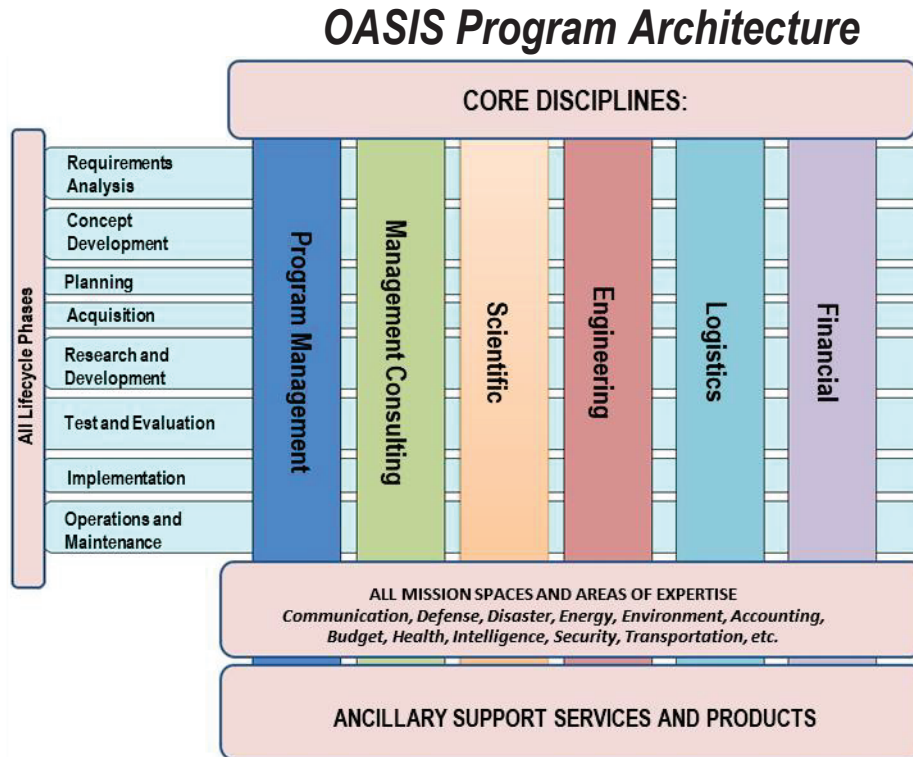 OASIS Program Architecture
CORE DISCIPLINES:
All Lifecycle Phases
Requirements
Analysis
Concept
Development
Planning
Acquisition
Research and
Development
Test and Evaluation
Implementation
Operations and
Maintenance
Program Management
Management Consulting
Scientific
Engineering
Logistics
Financial
ALL MISSION SPACES AND AREAS OF EXPERTISE
Communication, Defense, Disaster, Energy, Environment, Accounting,
Budget, Health, Intelligence, Security, Transportation, etc.
ANCILLARY SUPPORT SERVICES AND PRODUCTS